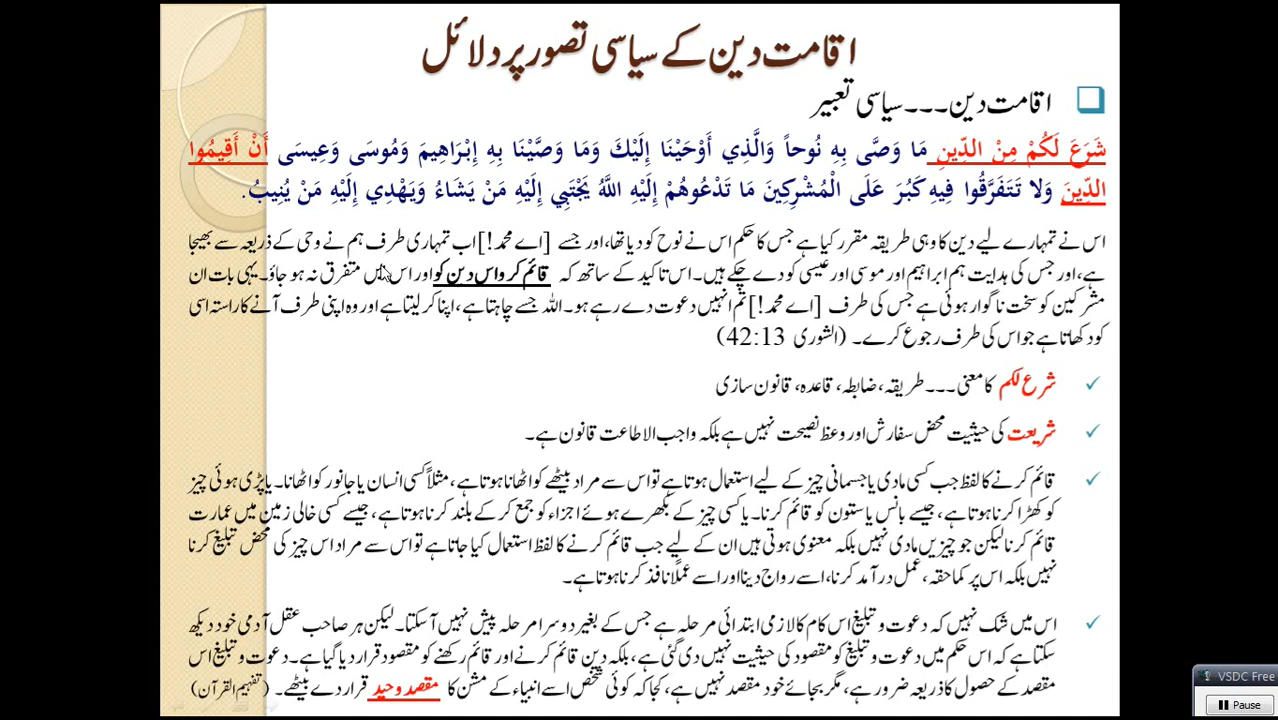 اقامت دین کے سیاسی تصور پر دلائل
اقامت دین۔۔۔سیاسی تعبیر
شَرَعَ لَكُمْ مِنْ الدِّينِ مَا وَصَّى بِهِ نُوحاً وَالَّذِي أَوْحَيْنَا إِلَيْكَ وَمَا وَصَّيْنَا بِهِ إِبْرَاهِيمَ وَمُوسَى وَعِيسَى أَنْ أَقِيمُوا
الدِّينَ وَلا تَتَفَرَّقُوا فِيهِ كَبُرَ عَلَى الْمُشْرِكِينَ مَا تَدْعُوهُمْ إِلَيْهِ اللَّهُ يَجْتَبِي إِلَيْهِ مَنْ يَشَاءُ وَيَهْدِي إِلَيْهِ مَنْ يُنِيبُ.
اس نے تمہارے لیے دین کا وہی طریقہ مقرر کیا ہے جس کا حکم اس نے نوح کو دیا تھا، اور جسے [اے محمد!] اب تمہاری طرف ہم نے وحی کے ذریعہ سے بھیجا
ہے، اور جس کی ہدایت ہم ابراہیم اور موسی اور عیسی کو دے چکے ہیں۔ اس تاکید کے ساتھ کہ قائم کرو اس دین کو اور اس میں متفرق نہ ہو جاؤ۔ یہی بات ان
مشرکین کو سخت ناگوار ہوئی ہے جس کی طرف [اے محمد!] تم انہیں دعوت دے رہے ہو۔ اللہ جسے چاہتا ہے، اپنا کر لیتا ہے اور وہ اپنی طرف آنے کا راستہ اسی
کو دکھاتا ہے جو اس کی طرف رجوع کرے۔ (الشوری 42:13)
شرع لکم کا معنی۔۔۔ طریقہ، ضابطہ، قاعدہ، قانون سازی
شریعت کی حیثیت محض سفارش اور وعظ نصیحت نہیں ہے بلکہ واجب الاطاعت قانون ہے۔
قائم کرنے کا لفظ جب کسی مادی یا جسمانی چیز کے لیے استعمال ہوتا ہے تو اس سے مراد بیٹھے کو اٹھانا ہوتا ہے، مثلاً کسی انسان یا جانور کو اٹھانا۔ یا پڑی ہوئی چیز
کو کھڑا کرنا ہوتا ہے، جیسے بانس یا ستون کو قائم کرنا۔ یا کسی چیز کے بکھرے ہوئے اجزاء کو جمع کر کے بلند کرنا ہوتا ہے، جیسے کسی خالی زمین میں عمارت
قائم کرنا لیکن جو چیزیں مادی نہیں بلکہ معنوی ہوتی ہیں ان کے لیے جب قائم کرنے کا لفظ استعمال کیا جاتا ہے تو اس سے مراد اس چیز کی محض تبلیغ کرنا
نہیں بلکہ اس پر کماحقہ، عمل درآمد کرنا، اسے رواج دینا اور اسے عملًا نافذ کرنا ہوتا ہے۔
اس میں شک نہیں کہ دعوت و تبلیغ اس کام کا لازمی ابتدائی مرحلہ ہے جس کے بغیر دوسرا مرحلہ پیش نہیں آ سکتا۔ لیکن ہر صاحب عقل آدمی خود دیکھ
سکتا ہے کہ اس حکم میں دعوت و تبلیغ کو مقصود کی حیثیت نہیں دی گئی ہے، بلکہ دین قائم کرنے اور قائم رکھنے کو مقصود قرار دیا گیا ہے۔ دعوت و تبلیغ اس
مقصد کے حصول کا ذریعہ ضرور ہے، مگر بجائے خود مقصد نہیں ہے، کجا کہ کوئی شخص اسے انبیاء کے مشن کا مقصد وحید قرار دے بیٹھے۔ (تفہیم القرآن)
VSDC Free
Pause